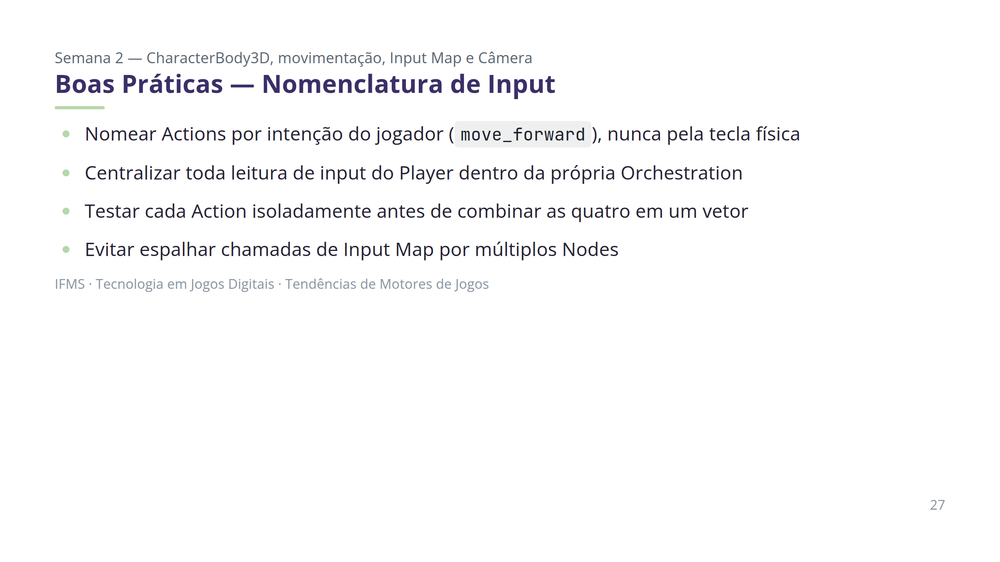 Semana 2 — CharacterBody3D, movimentação, Input Map e Câmera
Boas Práticas — Nomenclatura de Input
Nomear Actions por intenção do jogador (move_forward), nunca pela tecla física
Centralizar toda leitura de input do Player dentro da própria Orchestration
Testar cada Action isoladamente antes de combinar as quatro em um vetor
Evitar espalhar chamadas de Input Map por múltiplos Nodes
IFMS · Tecnologia em Jogos Digitais · Tendências de Motores de Jogos
27